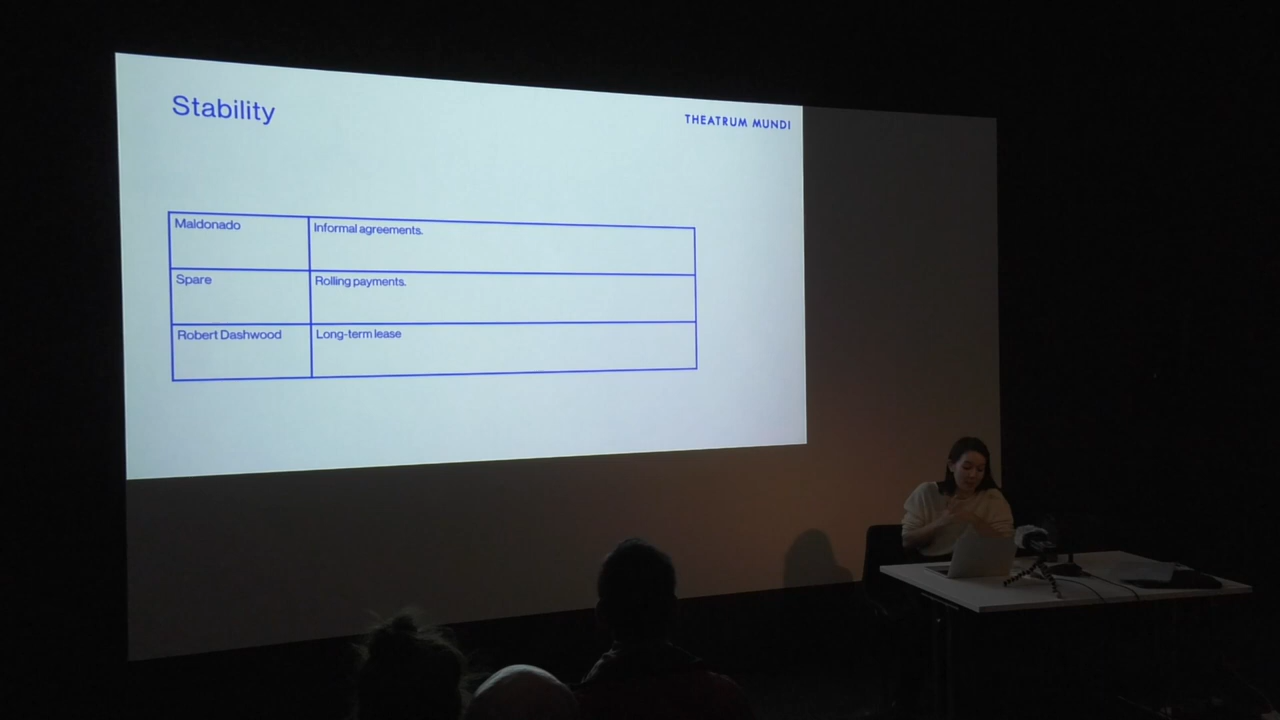 Stability
THEATRUM MUNDI
Maldonado
Informal agreements.
Spare
Rolling payments.
Robert Dashwood
Long-term lease